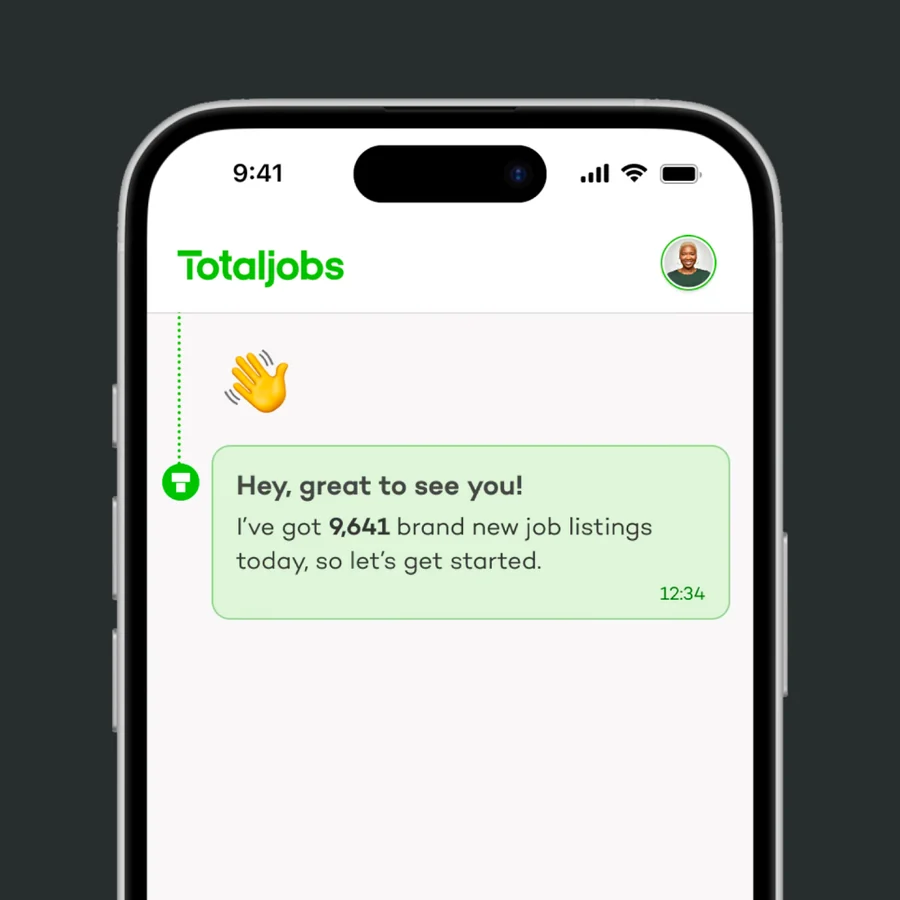 9:41
Totaljobs
Hey, great to see you!
I’ve got 9,641 brand new job listings
today, so let’s get started.
12:34